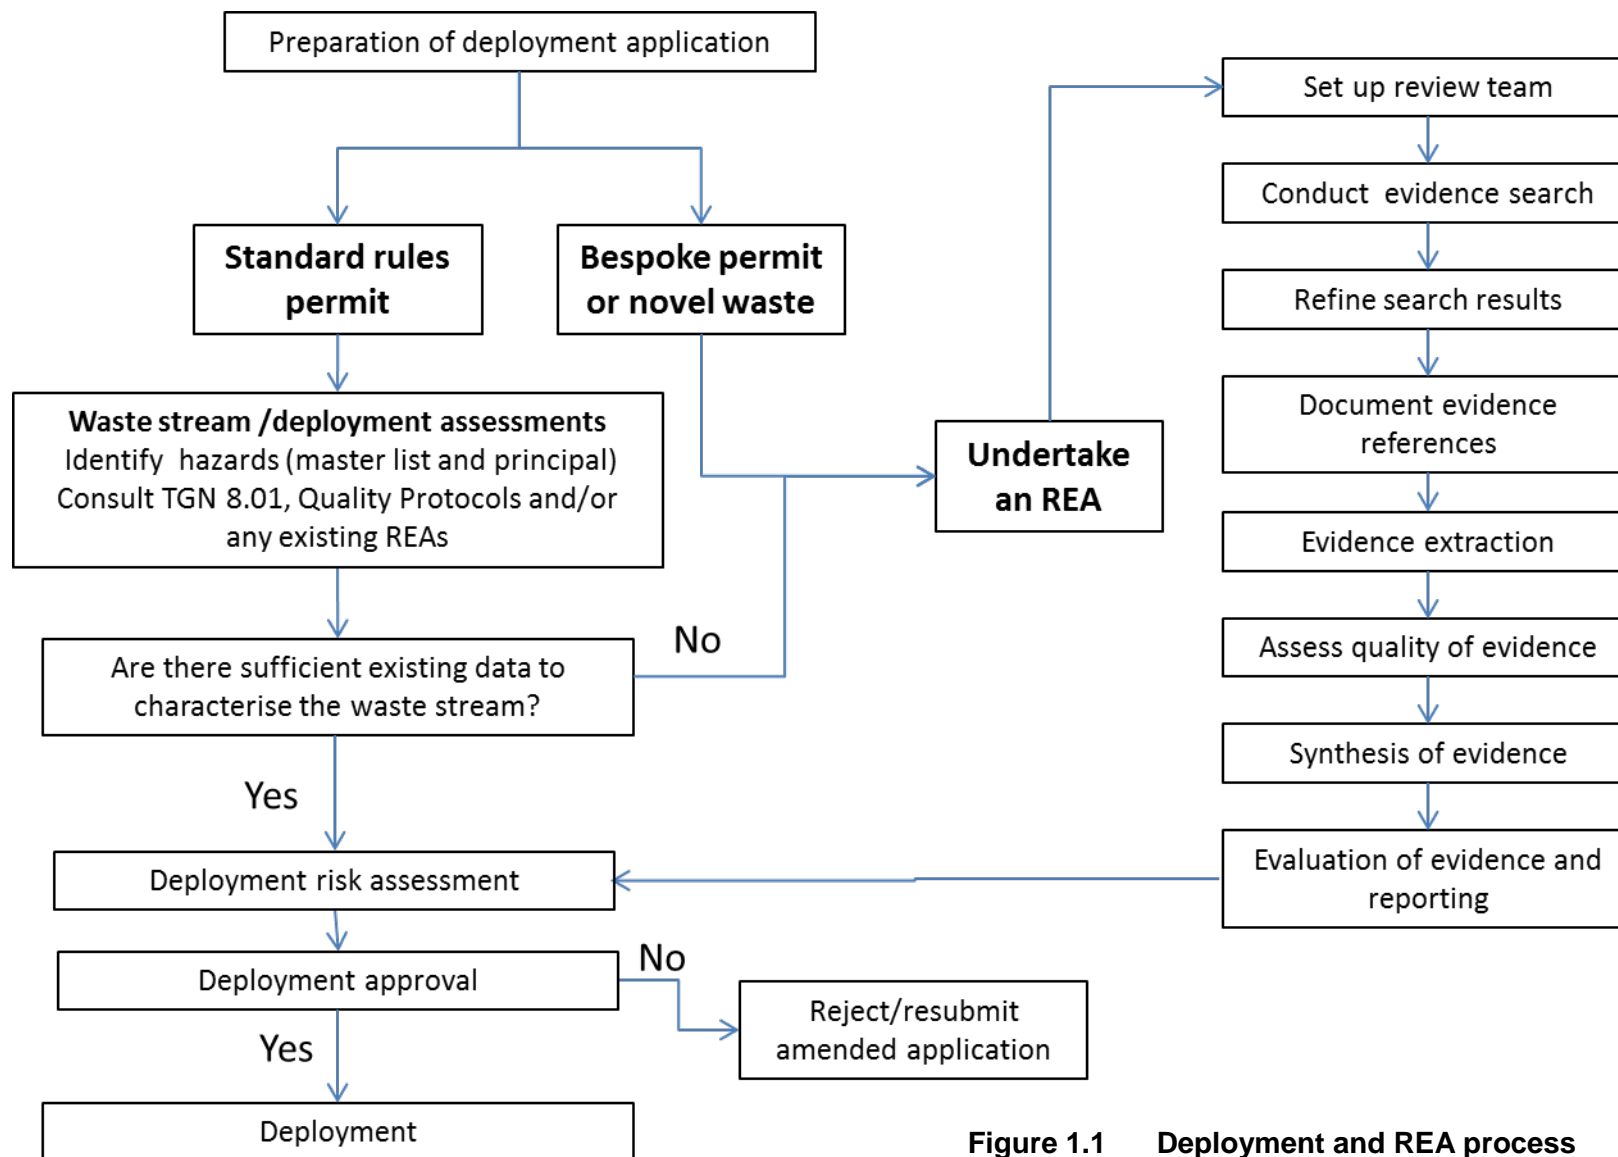 Preparation of deployment application
Standard rules
permit
Bespoke permit
or novel waste
Waste stream /deployment assessments
Identify hazards (master list and principal)
Consult TGN 8.01, Quality Protocols and/or
any existing REAs
Are there sufficient existing data to
characterise the waste stream?
No
Yes
Undertake
an REA
Set up review team
Conduct evidence search
Refine search results
Document evidence
references
Evidence extraction
Assess quality of evidence
Synthesis of evidence
Evaluation of evidence and
reporting
Deployment risk assessment
Deployment approval
No
Reject/resubmit
amended application
Yes
Deployment
Figure 1.1 Deployment and REA process